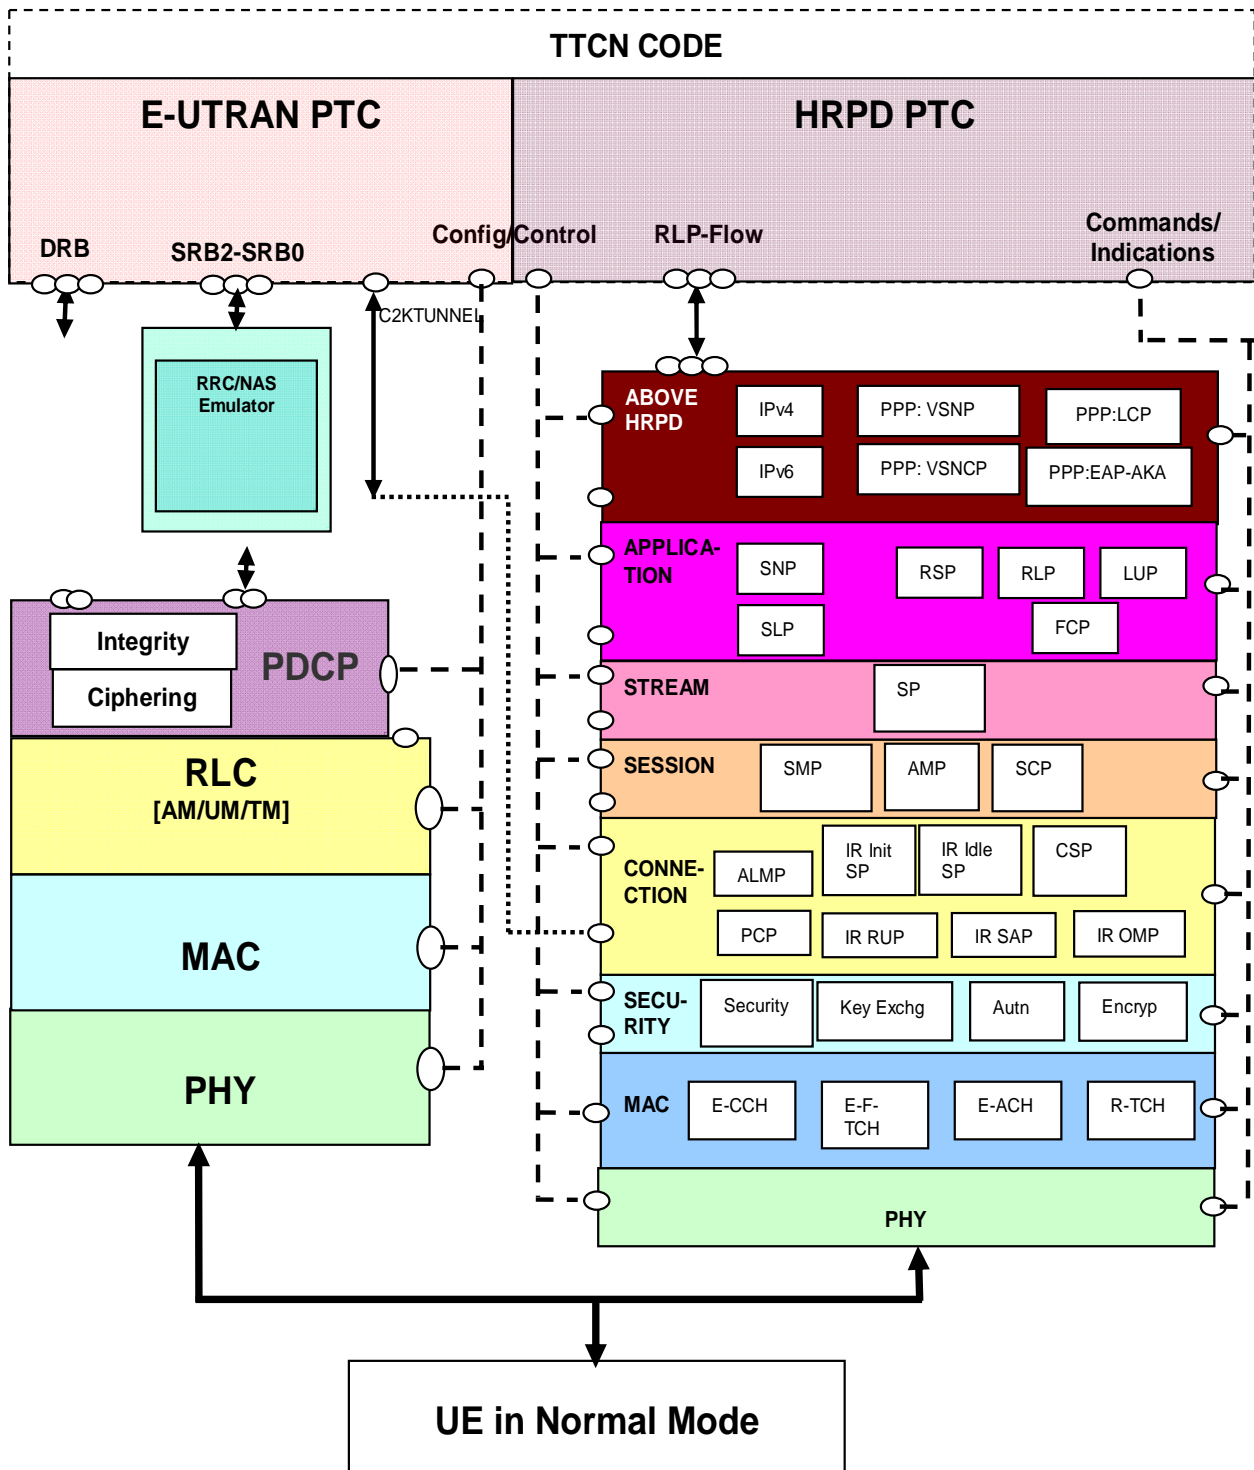 TTCN CODE
E-UTRAN PTC
HRPD PTC
DRB
SRB2-SRB0
Config/Control
RLP-Flow
Commands/
Indications
C2KTUNNEL
RRC/NAS
Emulator
Integrity
Ciphering
PDCP
RLC
[AM/UM/TM]
MAC
PHY
ABOVE
HRPD
IPv4
PPP: VSNP
PPP:LCP
IPv6
PPP: VSNCP
PPP:EAP-AKA
APPLICA-
TION
SNP
RSP
RLP
LUP
SLP
FCP
STREAM
SP
SESSION
SMP
AMP
SCP
CONNE-
CTION
ALMP
IR Init
SP
IR Idle
SP
CSP
PCP
IR RUP
IR SAP
IR OMP
SECU-
RITY
Security
Key Exchg
Autn
Encryp
MAC
E-CCH
E-F-
TCH
E-ACH
R-TCH
PHY
UE in Normal Mode